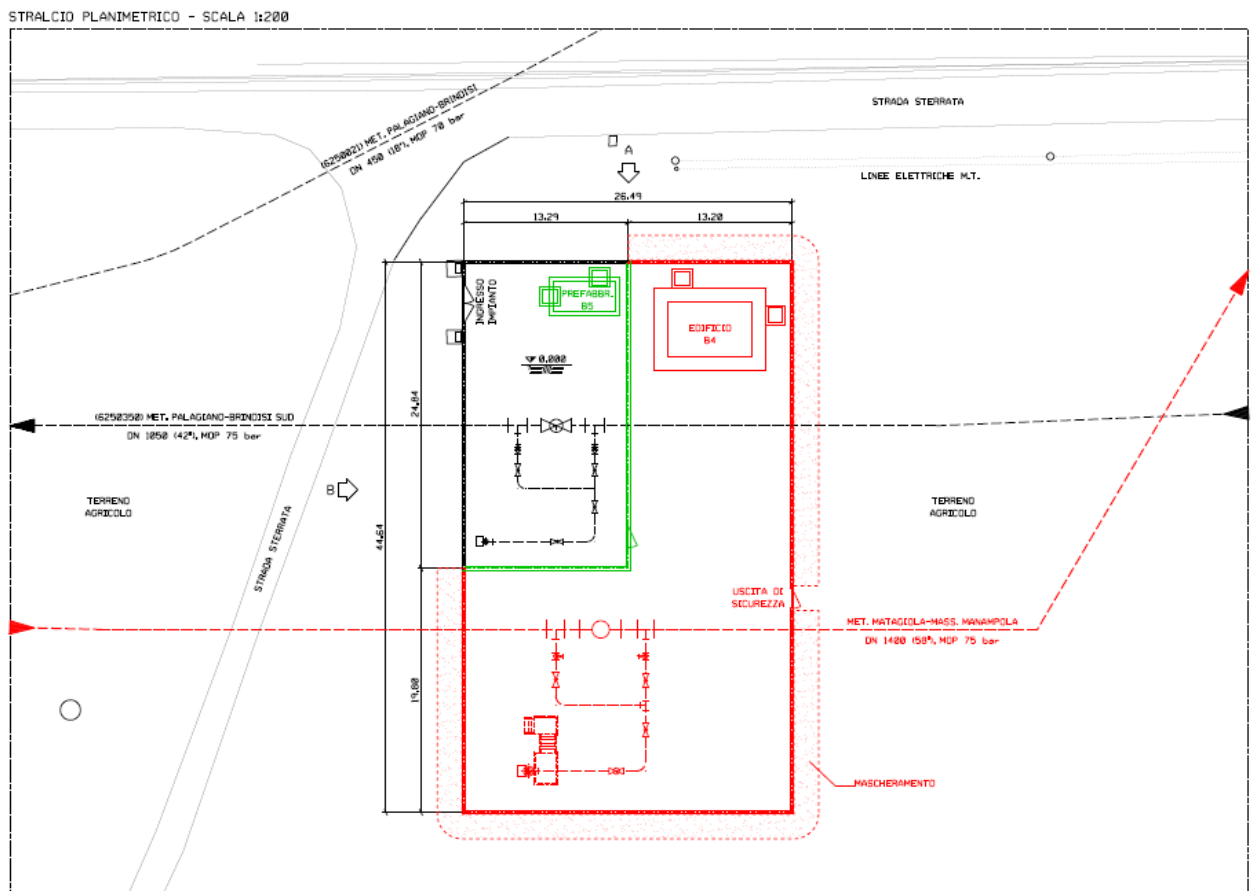 STRALCIO PLANIMETRICO - SCALA 1:200
STRADA STERRATA
(6250021) MET. PALAGIANO-BRINDISI
DN 450 (18"), MOP 70 bar
A
LINEE ELETTRICHE M.T.
26.49
13.29
13.20
INGRESSO
IMPIANTO
PREFABBR.
B5
EDIFICIO
B4
0.000
24.84
(6250350) MET. PALAGIANO-BRINDISI SUD
DN 1050 (42"), MOP 75 bar
B
TERRENO
AGRICOLO
TERRENO
AGRICOLO
44.64
STRADA STERRATA
USCITA DI
SICUREZZA
MET. MATAGIOLA-MASS. MANAMPOLA
DN 1400 (56"), MOP 75 bar
19.80
MASCHERAMENTO